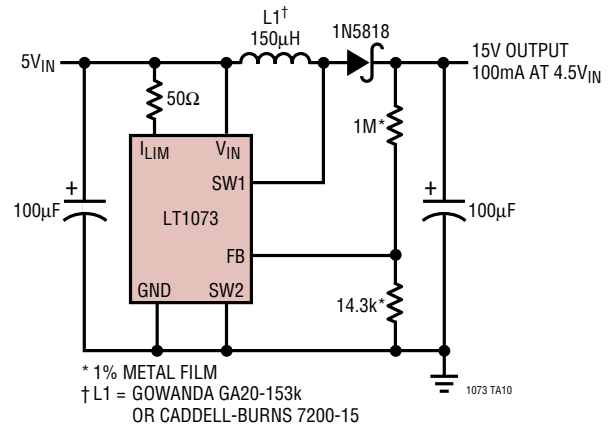 L1†
150μH
1N5818
5VIN
15V OUTPUT
100mA AT 4.5VIN
50Ω
1M*
ILIM
VIN
SW1
+
100μF
LT1073
+
100μF
FB
GND
SW2
14.3k*
* 1% METAL FILM
† L1 = GOWANDA GA20-153k
OR CADDELL-BURNS 7200-15
1073 TA10